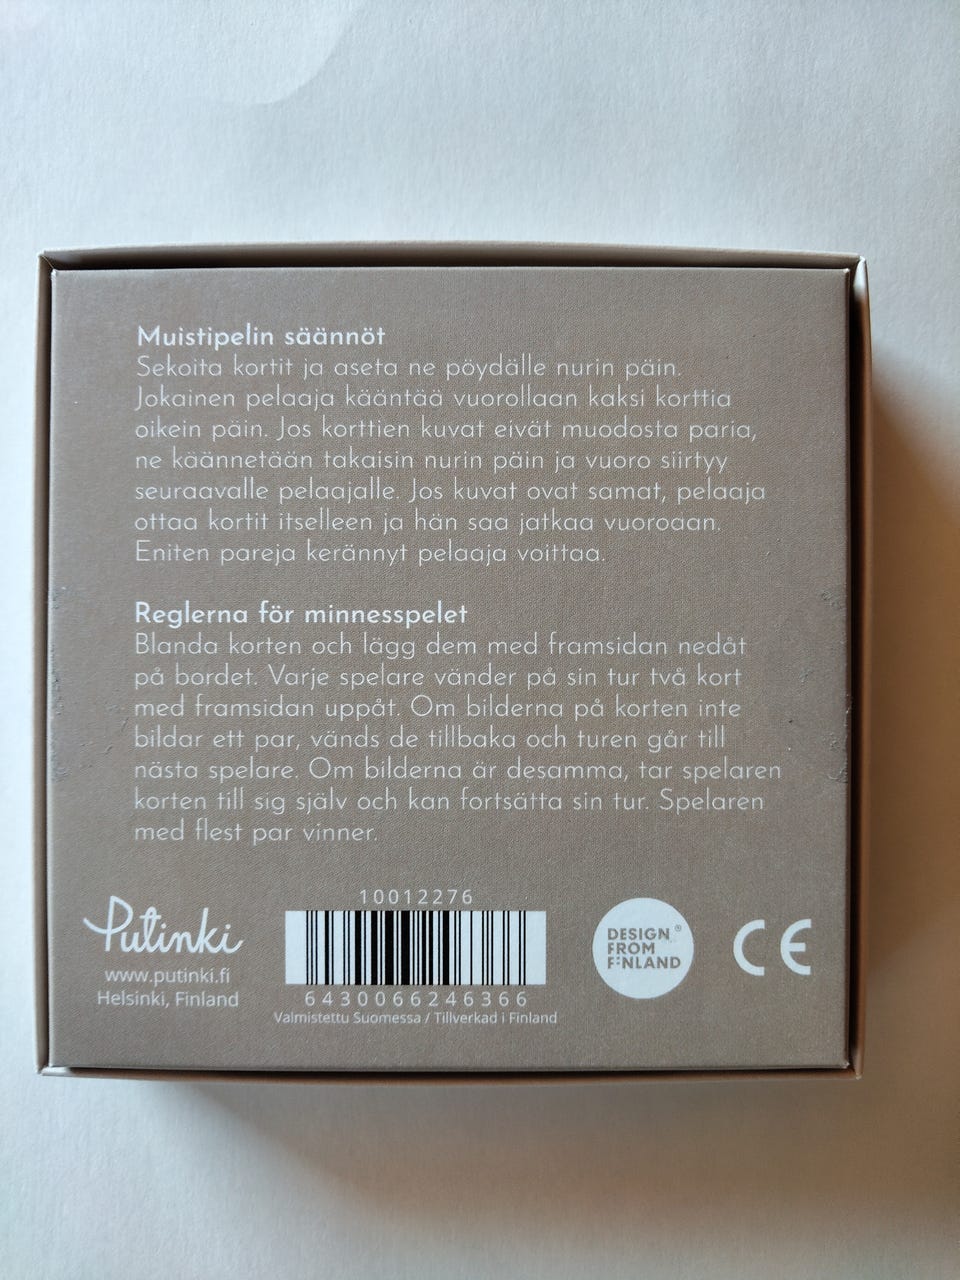 Muistipelin säännöt
Sekoita kortit ja aseta ne pöydälle nurin päin.
Jokainen pelaaja kääntää vuorollaan kaksi korttia
oikein päin. Jos korttien kuvat eivät muodosta paria,
ne käännetään takaisin nurin päin ja vuoro siirtyy
seuraavalle pelaajalle. Jos kuvat ovat samat, pelaaja
ottaa kortit itselleen ja hän saa jatkaa vuoroaan.
Eniten pareja kerännyt pelaaja voittaa.
Reglerna för minnesspelet
Blanda korten och lägg dem med framsidan nedåt
på bordet. Varje spelare vänder på sin tur två kort
med framsidan uppåt. Om bilderna på korten inte
bildar ett par, vänds de tillbaka och turen går till
nästa spelare. Om bilderna är desamma, tar spelaren
korten till sig själv och kan fortsätta sin tur. Spelaren
med flest par vinner.
Putinki
www.putinki.fi
Helsinki, Finland
10012276
6430066246366
Valmistettu Suomessa / Tillverkad i Finland
DESIGN ®
FROM
FINLAND
CE